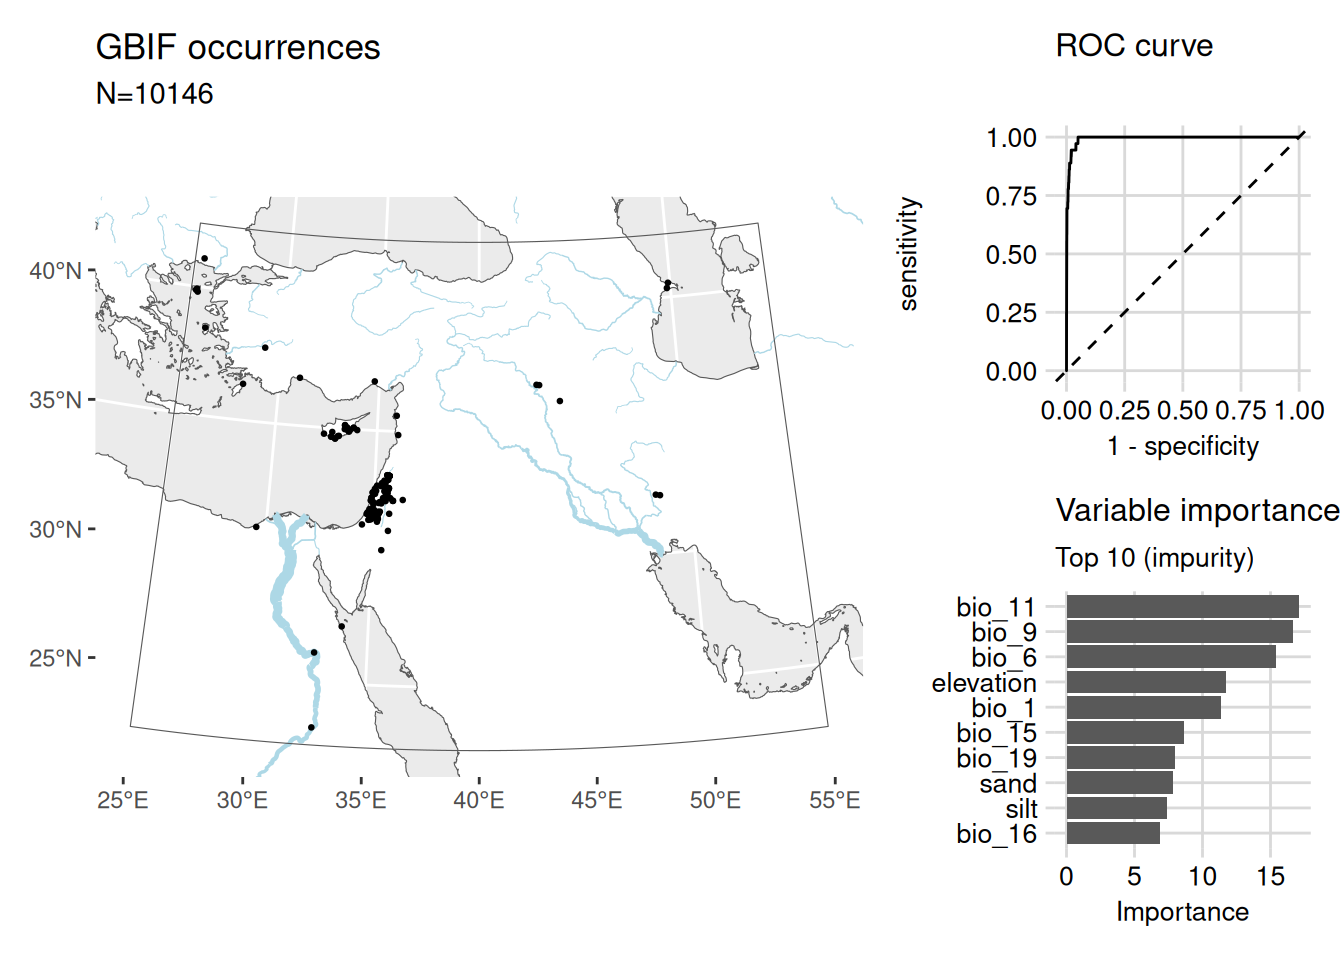 GBIF occurrences
N=10146
40°N
35°N
30°N
25°N
25°E 30°E 35°E 40°E 45°E 50°E 55°E
ROC curve
sensitivity
1.00
0.75
0.50
0.25
0.00
0.00 0.25 0.50 0.75 1.00
1 - specificity
Variable importance
Top 10 (impurity)
bio_11
bio_9
bio_6
elevation
bio_1
bio_15
bio_19
sand
silt
bio_16
0 5 10 15
Importance